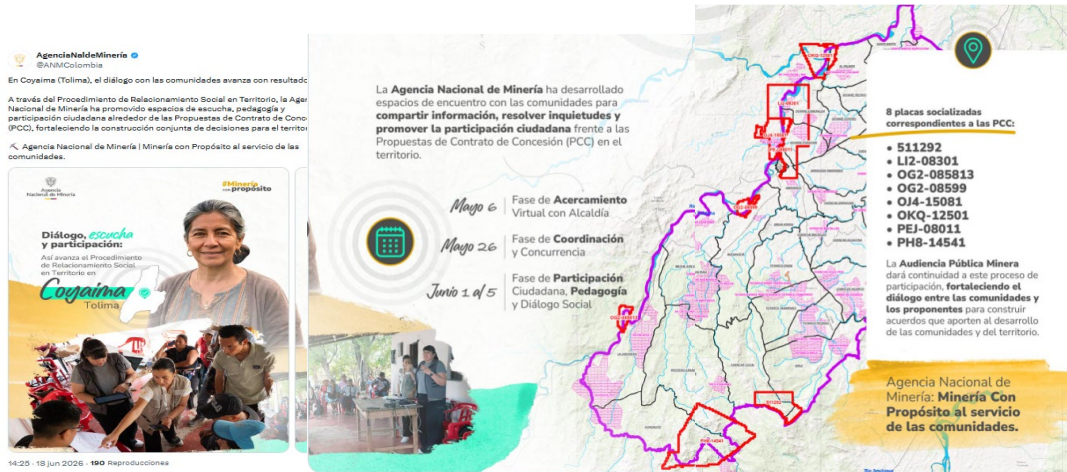 AgenciaNaldeMinería
@ANMColombia
En Coyaima (Tolima), el diálogo con las comunidades avanza con resultado
A través del Procedimiento de Relacionamiento Social en Territorio, la Agen
Nacional de Minería ha promovido espacios de escucha, pedagogía y
participación ciudadana alrededor de las Propuestas de Contrato de Conce
(PCC), fortaleciendo la construcción conjunta de decisiones para el territor
Agencia Nacional de Minería | Minería con Propósito al servicio de las
comunidades.
Agencia
Nacional de Minería
#Minería
con propósito
Diálogo, escucha
y participación:
Así avanza el Procedimiento
de Relacionamiento Social
en Territorio en
Coyaima
Tolima
14:25 · 18 jun 2026 · 190 Reproducciones
La Agencia Nacional de Minería ha desarrollado
espacios de encuentro con las comunidades para
compartir información, resolver inquietudes y
promover la participación ciudadana frente a las
Propuestas de Contrato de Concesión (PCC) en el
territorio.
Mayo 6
Fase de Acercamiento
Virtual con Alcaldía
Mayo 26
Fase de Coordinación
y Concurrencia
Junio 1 al 5
Fase de Participación
Ciudadana, Pedagogía
y Diálogo Social
8 placas socializadas
correspondientes a las PCC:
• 511292
• LI2-08301
• OG2-085813
• OG2-08599
• OJ4-15081
• OKQ-12501
• PEJ-08011
• PH8-14541
La Audiencia Pública Minera
dará continuidad a este proceso de
participación, fortaleciendo el
diálogo entre las comunidades y
los proponentes para construir
acuerdos que aporten al desarrollo
de las comunidades y del territorio.
Agencia Nacional de
Minería: Minería Con
Propósito al servicio
de las comunidades.